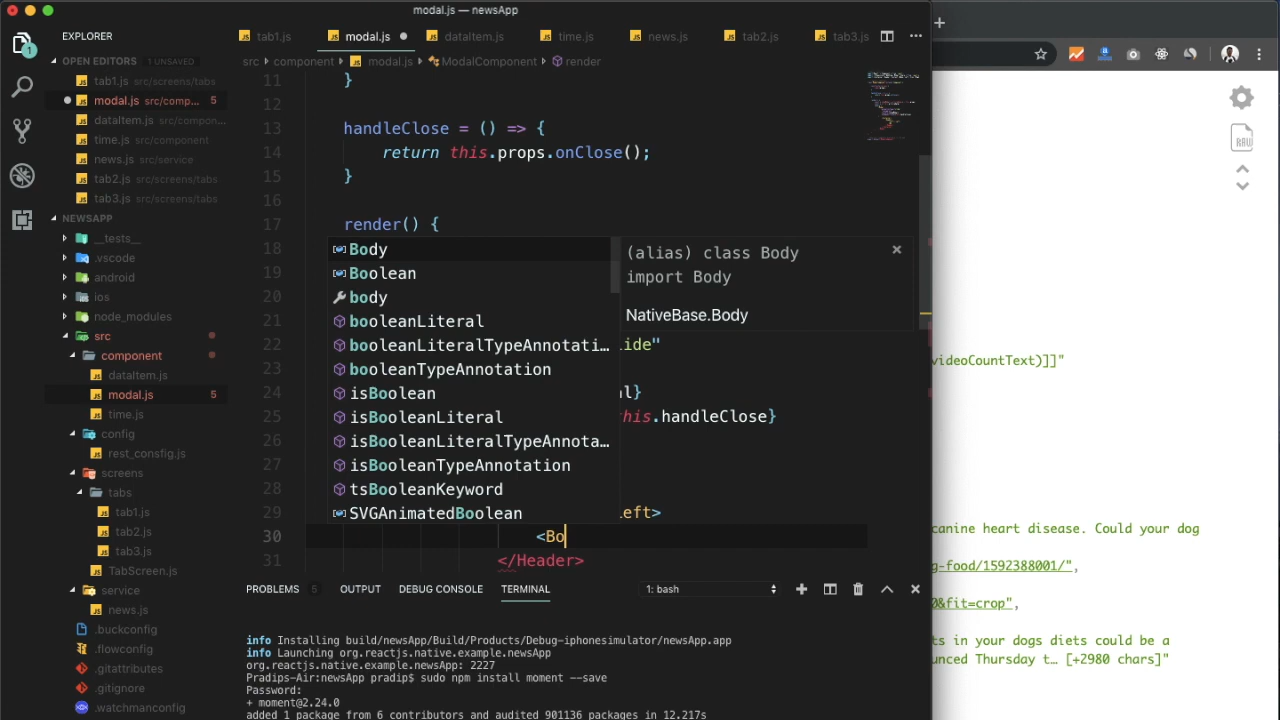 modal.js — newsApp
EXPLORER
OPEN EDITORS 1 UNSAVED
tab1.js src/screens/tabs
modal.js src/comp... 5
dataItem.js src/compon...
time.js src/component
news.js src/service
tab2.js src/screens/tabs
tab3.js src/screens/tabs
NEWSAPP
__tests__
.vscode
android
ios
node_modules
src
component
dataItem.js
modal.js 5
time.js
config
rest_consfig.js
screens
tabs
tab1.js
tab2.js
tab3.js
TabScreen.js
service
news.js
.buckconfig
.flowconfig
.gitattributes
.gitignore
.watchmanconfig
tab1.js modal.js dataItem.js time.js news.js tab2.js tab3.js
src component modal.js ModalComponent render
11 }
12
13 handleClose = () => {
14 return this.props.onClose();
15 }
16
17 render() {
18
20
21
22 lide"
23
24 l}
25 this.handleClose}
26
27
28
29 eft>
30 <Bo
31 </Header>
Body
Boolean
body
booleanLiteral
booleanLiteralTypeAnnotati...
booleanTypeAnnotation
isBoolean
isBooleanLiteral
isBooleanLiteralTypeAnnota...
isBooleanTypeAnnotation
tsBooleanKeyword
SVGAnimatedBoolean
(alias) class Body
import Body
NativeBase.Body
PROBLEMS 5 OUTPUT DEBUG CONSOLE TERMINAL 1: bash
info Installing build/newsApp/Build/Products/Debug-iphonesimulator/newsApp.app
info Launching org.reactjs.native.example.newsApp
org.reactjs.native.example.newsApp: 2227
Pradips-Air:newsApp pradip$ sudo npm install moment --save
Password:
+ moment@2.24.0
added 1 package from 6 contributors and audited 901136 packages in 12.217s
RAW
videoCountText)]]"
canine heart disease. Could your dog
g-food/1592388001/",
0&fit=crop",
ts in your dogs diets could be a
ounced Thursday t… [+2980 chars]"